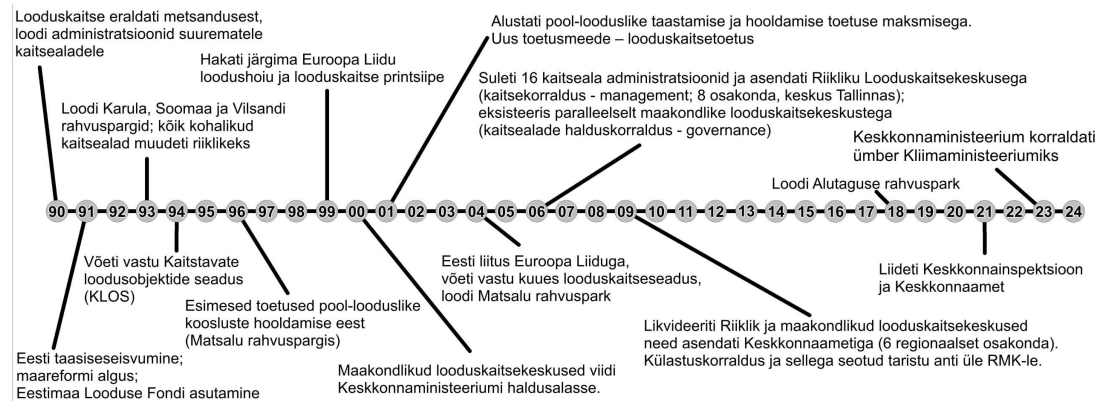 Looduskaitse eraldati metsandusest,
loodi administratsioonid suurematele
kaitsealadele
Loodi Karula, Soomaa ja Vilsandi
rahvuspargid; kõik kohalikud
kaitsealad muudeti riiklikeks
Hakati järgima Euroopa Liidu
loodushoiu ja looduskaitse printsiipe
Alustati pool-looduslike taastamise ja hooldamise toetuse maksmisega.
Uus toetusmeede – looduskaitsetoetus
Suleti 16 kaitseala administratsioonid ja asendati Riikliku Looduskaitsekeskusega
(kaitsekorraldus - management; 8 osakonda, keskus Tallinnas);
eksisteeris paralleelselt maakondlike looduskaitsekeskustega
(kaitsealade halduskorraldus - governance)
Loodi Alutaguse rahvuspark
Keskkonnaministeerium korraldati
ümber Kliimaministeeriumiks
90 91 92 93 94 95 96 97 98 99 00 01 02 03 04 05 06 07 08 09 10 11 12 13 14 15 16 17 18 19 20 21 22 23 24
Eesti taasiseseisvumine;
maareformi algus;
Eestimaa Looduse Fondi asutamine
Võeti vastu Kaitstavate
loodusobjektide seadus
(KLOS)
Esimesed toetused pool-looduslike
koosluste hooldamise eest
(Matsalu rahvuspargis)
Maakondlikud looduskaitsekeskused viidi
Keskkonnaministeeriumi haldusalasse.
Eesti liitus Euroopa Liiduga,
võeti vastu kuues looduskaitseseadus,
loodi Matsalu rahvuspark
Likvideeriti Riiklik ja maakondlikud looduskaitsekeskused
need asendati Keskkonnaametiga (6 regionaalset osakonda).
Külastuskorraldus ja sellega seotud taristu anti üle RMK-le.
Liideti Keskkonnainspektsioon
ja Keskkonnaamet